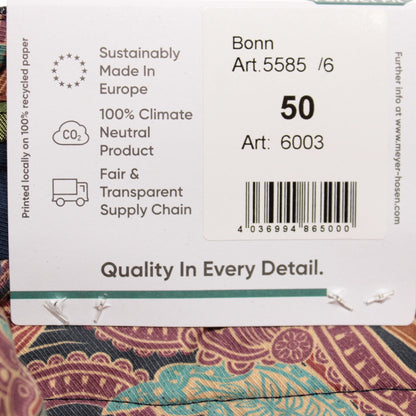 Printed locally on 100% recycled paper
Sustainably
Made In
Europe
CO₂
100% Climate
Neutral
Product
Fair &
Transparent
Supply Chain
Bonn
Art.5585 /6
50
Art: 6003
4 036994 865000
Further info at www.meyer-hosen.com
Quality In Every Detail.